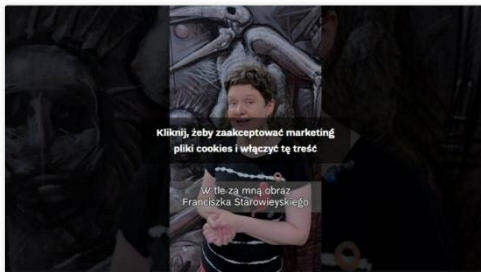 Kliknij, żeby zaakceptować marketing
pliki cookies i włączyć tę treść
W tle za mną obraz
Franciszka Starowieyskiego